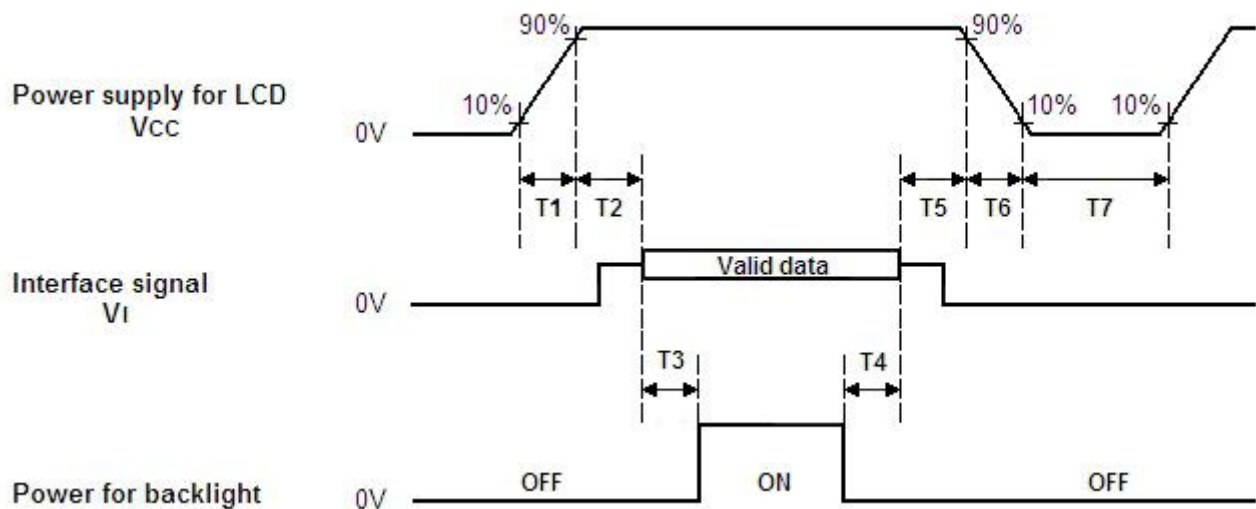 90% 90%
Power supply for LCD
VCC
10% 10% 10%
0V
T1 T2 T5 T6 T7
Valid data
Interface signal
VI
0V
T3 T4
OFF ON OFF
Power for backlight
0V